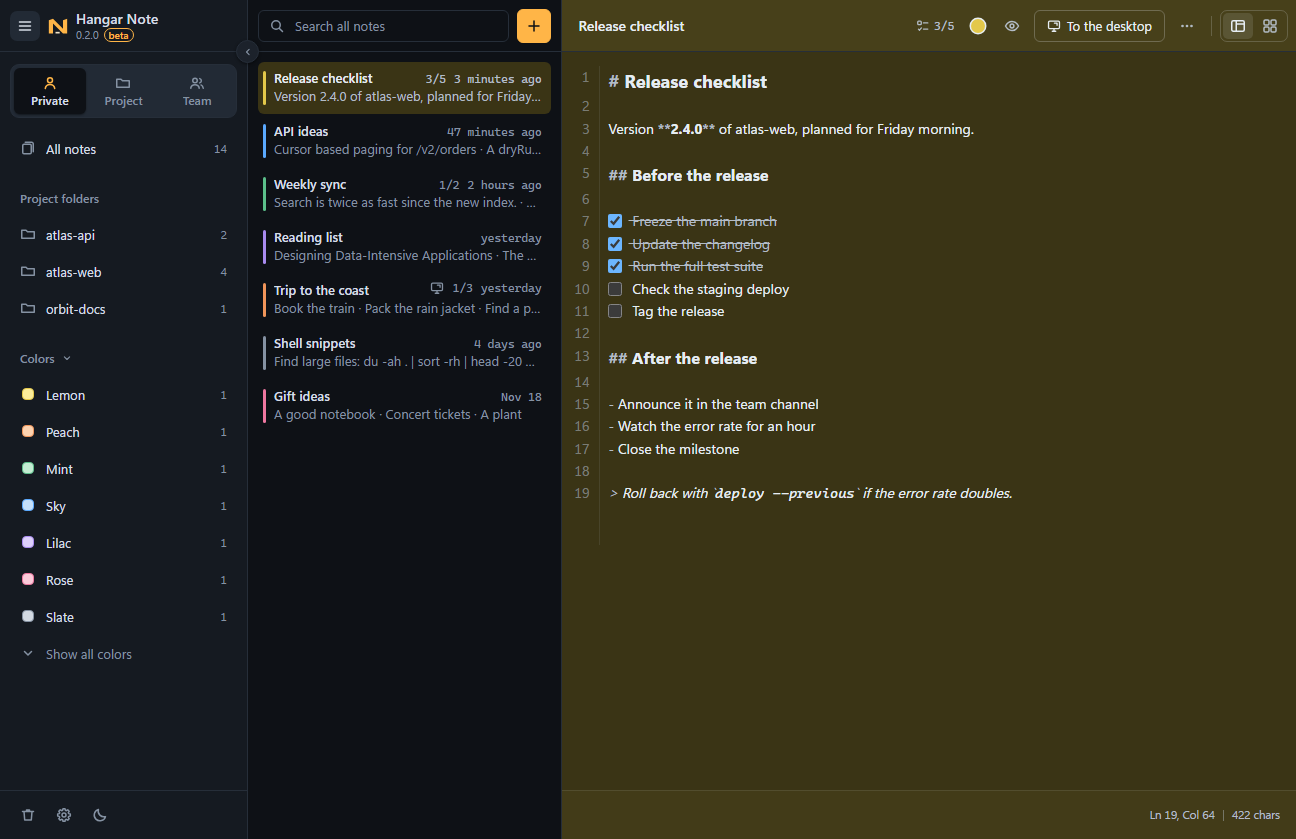 Hangar Note
0.2.0 beta
Private
Project
Team
All notes 14
Project folders
atlas-api 2
atlas-web 4
orbit-docs 1
Colors
Lemon 1
Peach 1
Mint 1
Sky 1
Lilac 1
Rose 1
Slate 1
Show all colors
Search all notes
Release checklist 3/5 3 minutes ago
Version 2.4.0 of atlas-web, planned for Friday...
API ideas 47 minutes ago
Cursor based paging for /v2/orders · A dryRu...
Weekly sync 1/2 2 hours ago
Search is twice as fast since the new index. · ...
Reading list yesterday
Designing Data-Intensive Applications · The ...
Trip to the coast 1/3 yesterday
Book the train · Pack the rain jacket · Find a p...
Shell snippets 4 days ago
Find large files: du -ah . | sort -rh | head -20 ...
Gift ideas Nov 18
A good notebook · Concert tickets · A plant
Release checklist 3/5 To the desktop
1 # Release checklist
2
3 Version **2.4.0** of atlas-web, planned for Friday morning.
4
5 ## Before the release
6
7 Freeze the main branch
8 Update the changelog
9 Run the full test suite
10 Check the staging deploy
11 Tag the release
12
13 ## After the release
14
15 - Announce it in the team channel
16 - Watch the error rate for an hour
17 - Close the milestone
18
19 > Roll back with `deploy --previous` if the error rate doubles.
Ln 19, Col 64 | 422 chars